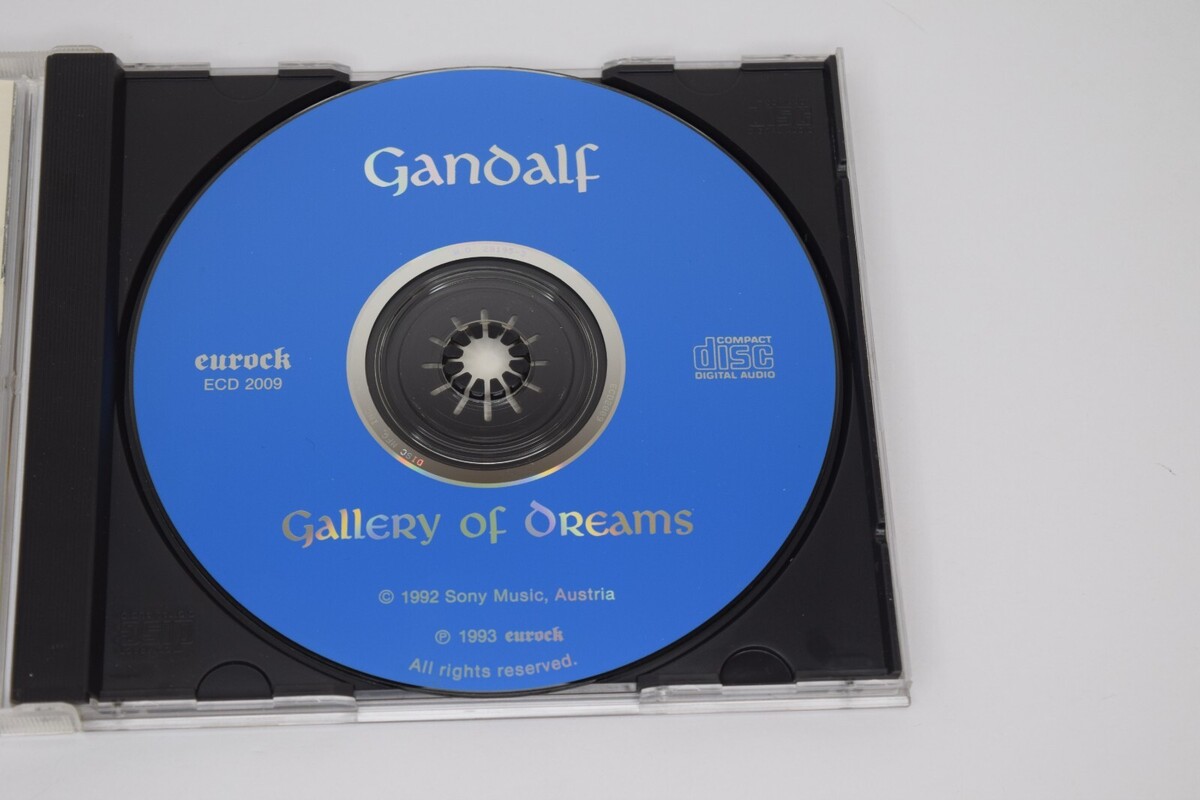 Gandalf
eurock
ECD 2009
COMPACT
disc
DIGITAL AUDIO
DISC
Gallery of Dreams
© 1992 Sony Music, Austria
℗ 1993 eurock
All rights reserved.